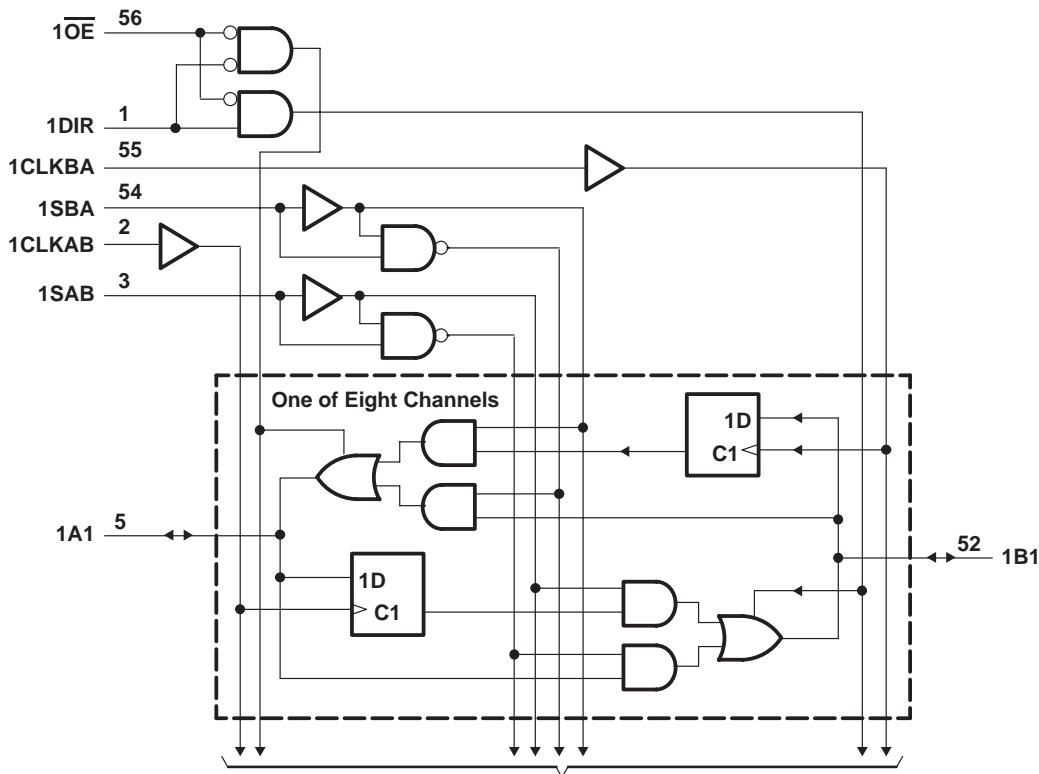 1OE 56
1DIR 1
1CLKBA 55
1SBA 54
1CLKAB 2
1SAB 3
One of Eight Channels
1D
C1
1A1 5
1D
C1
52 1B1